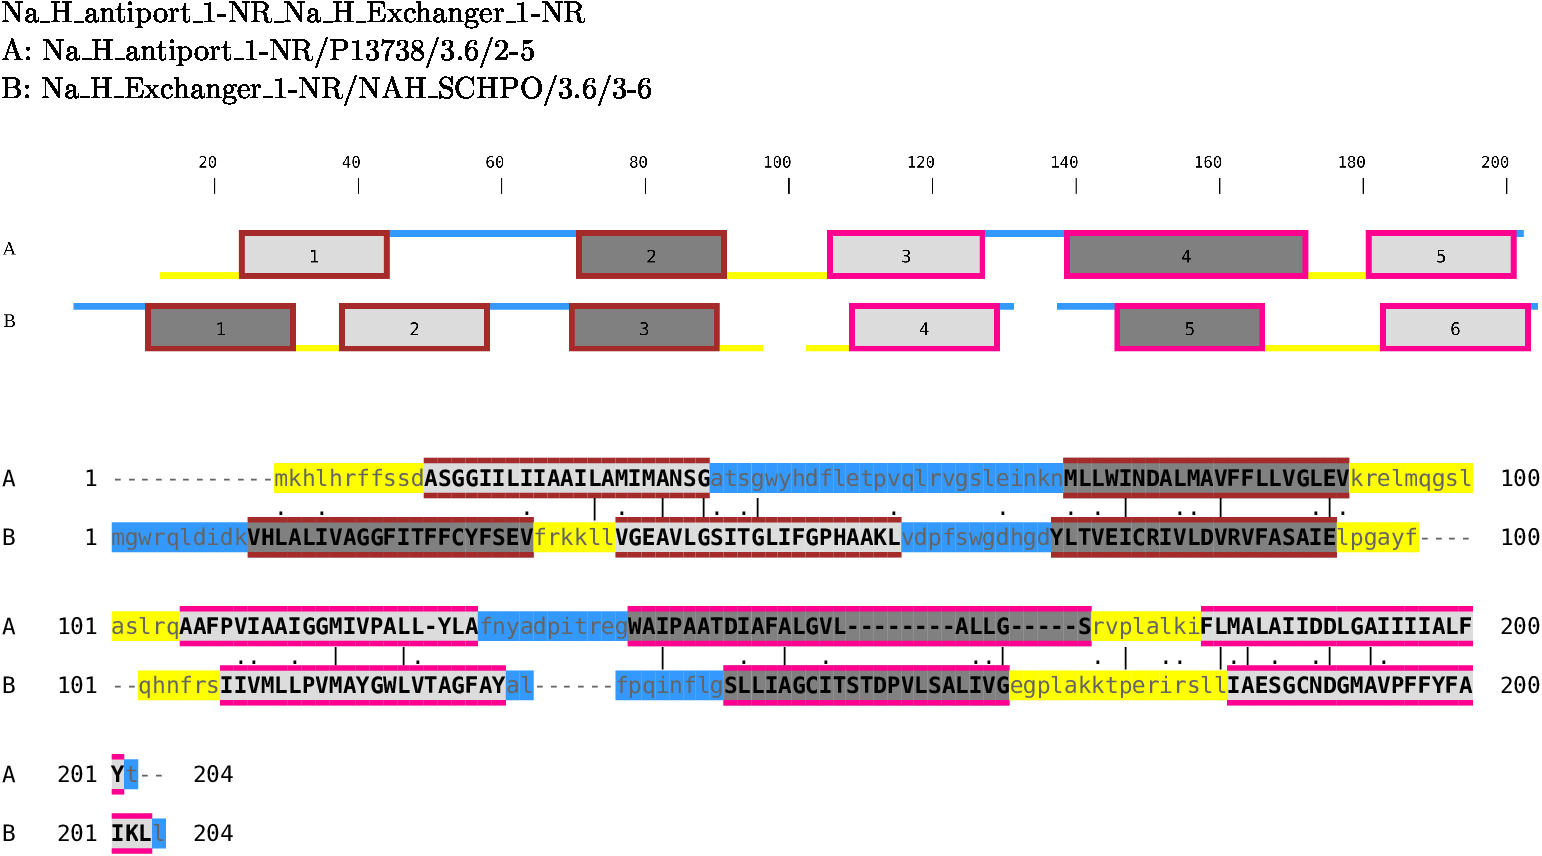 Na_H_antiport_1-NR_Na_H_Exchanger_1-NR
A: Na_H_antiport_1-NR/P13738/3.6/2-5
B: Na_H_Exchanger_1-NR/NAH_SCHPO/3.6/3-6
20 40 60 80 100 120 140 160 180 200
A 1 2 3 4 5
B 1 2 3 4 5 6
A 1 ------------mkhlhrffssdASGGIILIIAAILAMIMANSGatsgwyhdfletpvqlrvgsleinknMLLWINDALMAVFFLLVGLEVkrelmqgsl 100
B 1 mgwrqldidkVHLALIVAGGFITFFCYFSEVfrkkllVGEAVLGSITGLIFGPHAAKLvdpfswgdhgdYLTVEICRIVLDVRVFASAIElpgayf---- 100
A 101 aslrqAAFPVIAAIGGMIVPALL-YLAfnyadpitregWAIPAATDIAFALGVL--------ALLG-----SrvplalkiFLMALAIIDDLGAIIIIALF 200
B 101 --qhnfrsIIVMLLPVMAYGWLVTAGFAYal------fpqinflgSLLIAGCITSTDPVLSALIVGegplakktperirsllIAESGCNDGMAVPFFYFA 200
A 201 Yt-- 204
B 201 IKLl 204